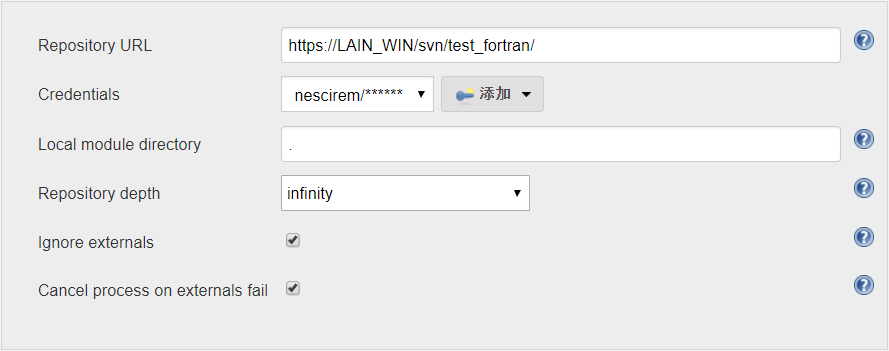 Repository URL
https://LAIN_WIN/svn/test_fortran/
Credentials
nescirem/******
添加
Local module directory
.
Repository depth
infinity
Ignore externals
Cancel process on externals fail